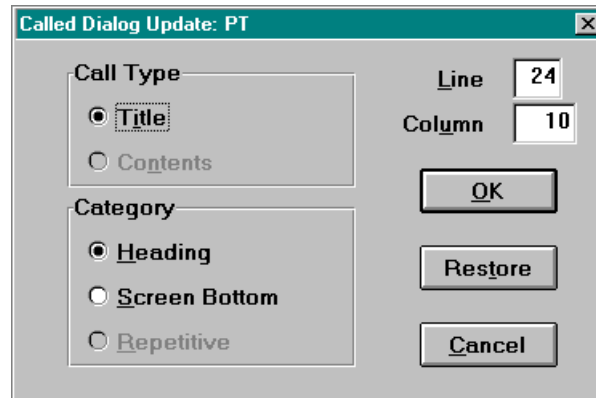 Called Dialog Update: PT
Call Type
Title
Contents
Category
Heading
Screen Bottom
Repetitive
Line 24
Column 10
OK
Restore
Cancel